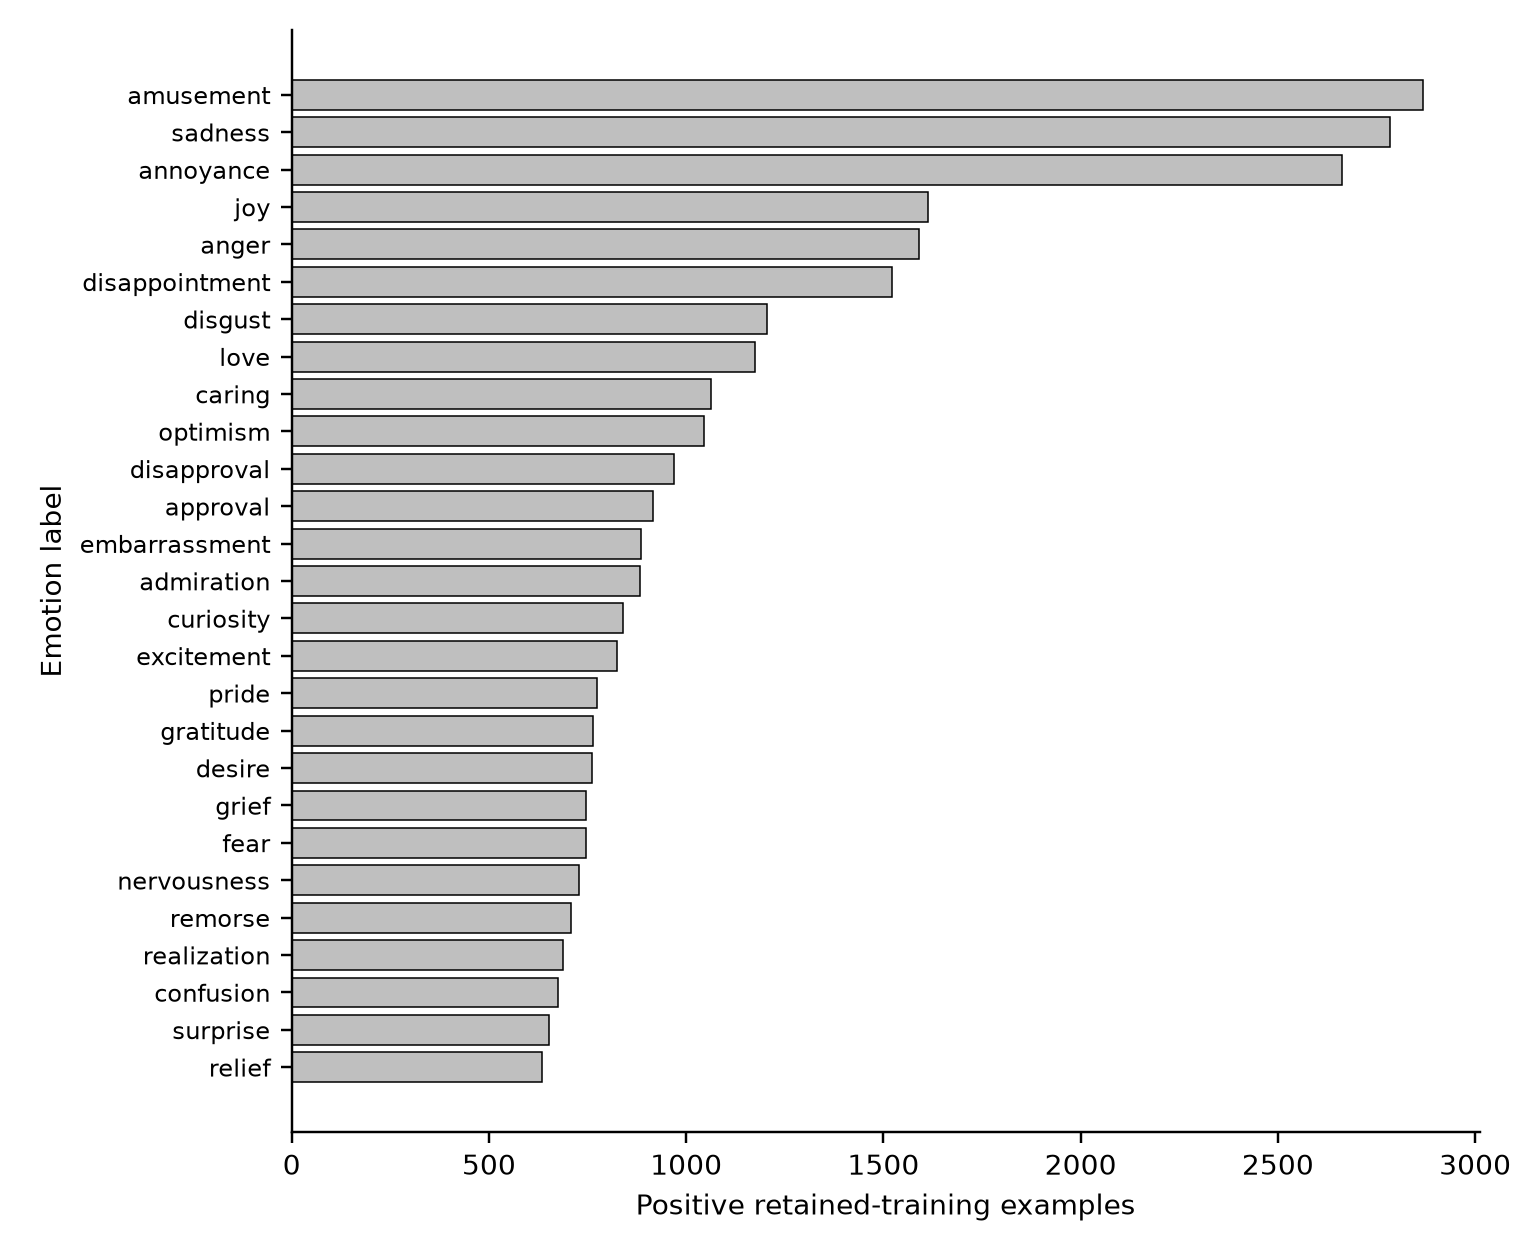 amusement
sadness
annoyance
joy
anger
disappointment
disgust
love
caring
optimism
disapproval
approval
embarrassment
admiration
curiosity
excitement
pride
gratitude
desire
grief
fear
nervousness
remorse
realization
confusion
surprise
relief
Emotion label
0 500 1000 1500 2000 2500 3000
Positive retained-training examples